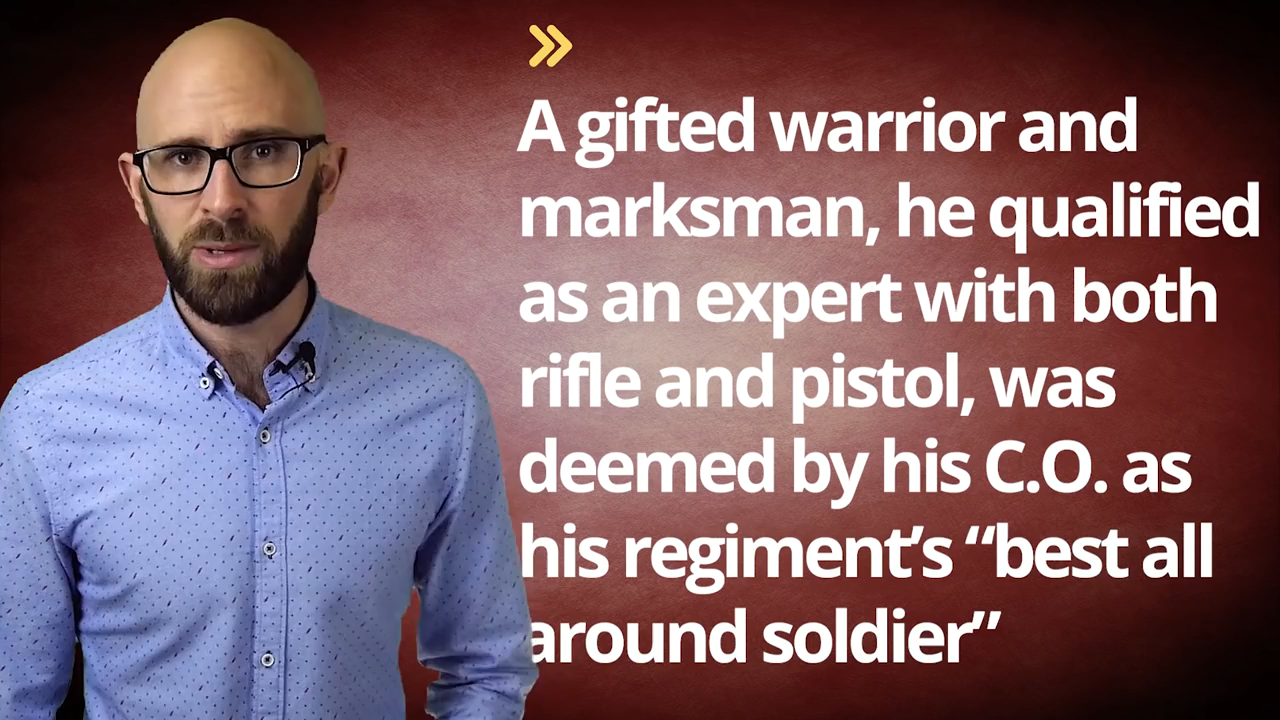 A gifted warrior and
marksman, he qualified
as an expert with both
rifle and pistol, was
deemed by his C.O. as
his regiment’s “best all
around soldier”